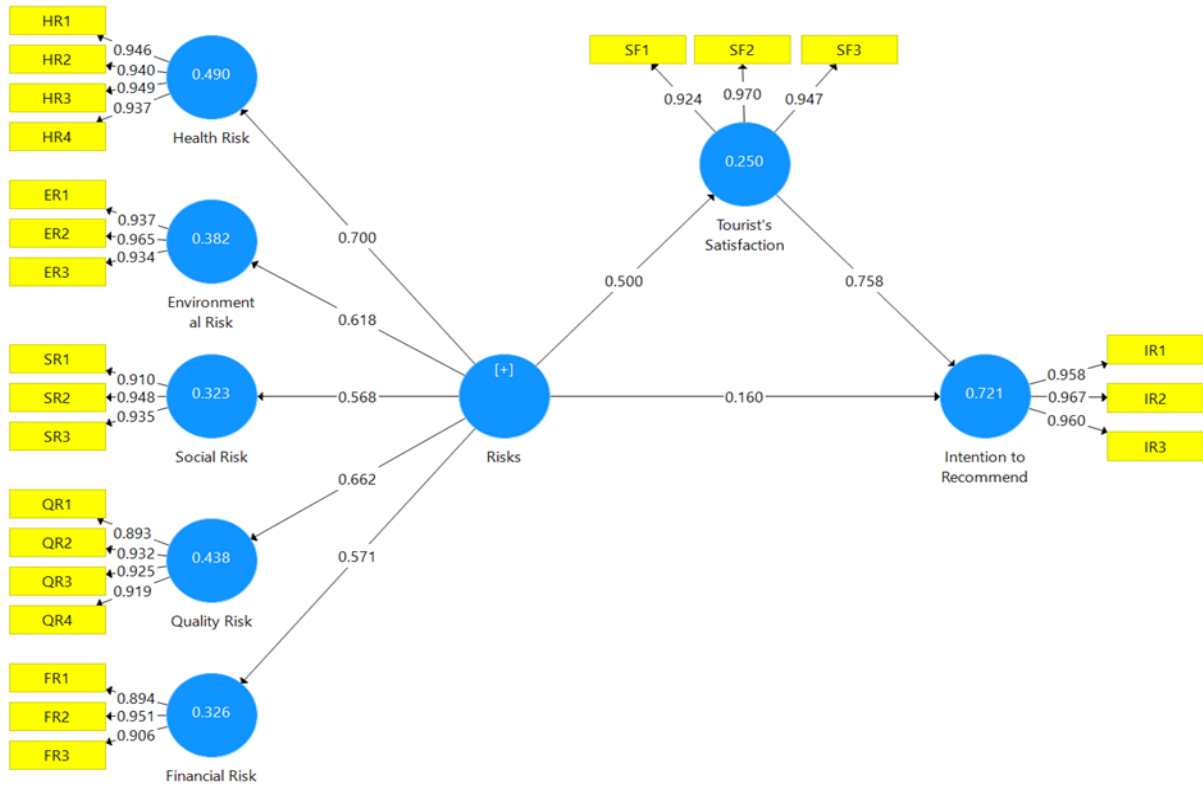 HR1
HR2
HR3
HR4
0.946
0.940
0.949
0.937
0.490
Health Risk
ER1
ER2
ER3
0.937
0.965
0.934
0.382
Environment
al Risk
SR1
SR2
SR3
0.910
0.948
0.935
0.323
Social Risk
QR1
QR2
QR3
QR4
0.893
0.932
0.925
0.919
0.438
Quality Risk
FR1
FR2
FR3
0.894
0.951
0.906
0.326
Financial Risk
0.700
0.618
0.568
0.662
0.571
[+]
Risks
0.500
0.160
SF1
SF2
SF3
0.924
0.970
0.947
0.250
Tourist's
Satisfaction
0.758
0.721
Intention to
Recommend
0.958
0.967
0.960
IR1
IR2
IR3